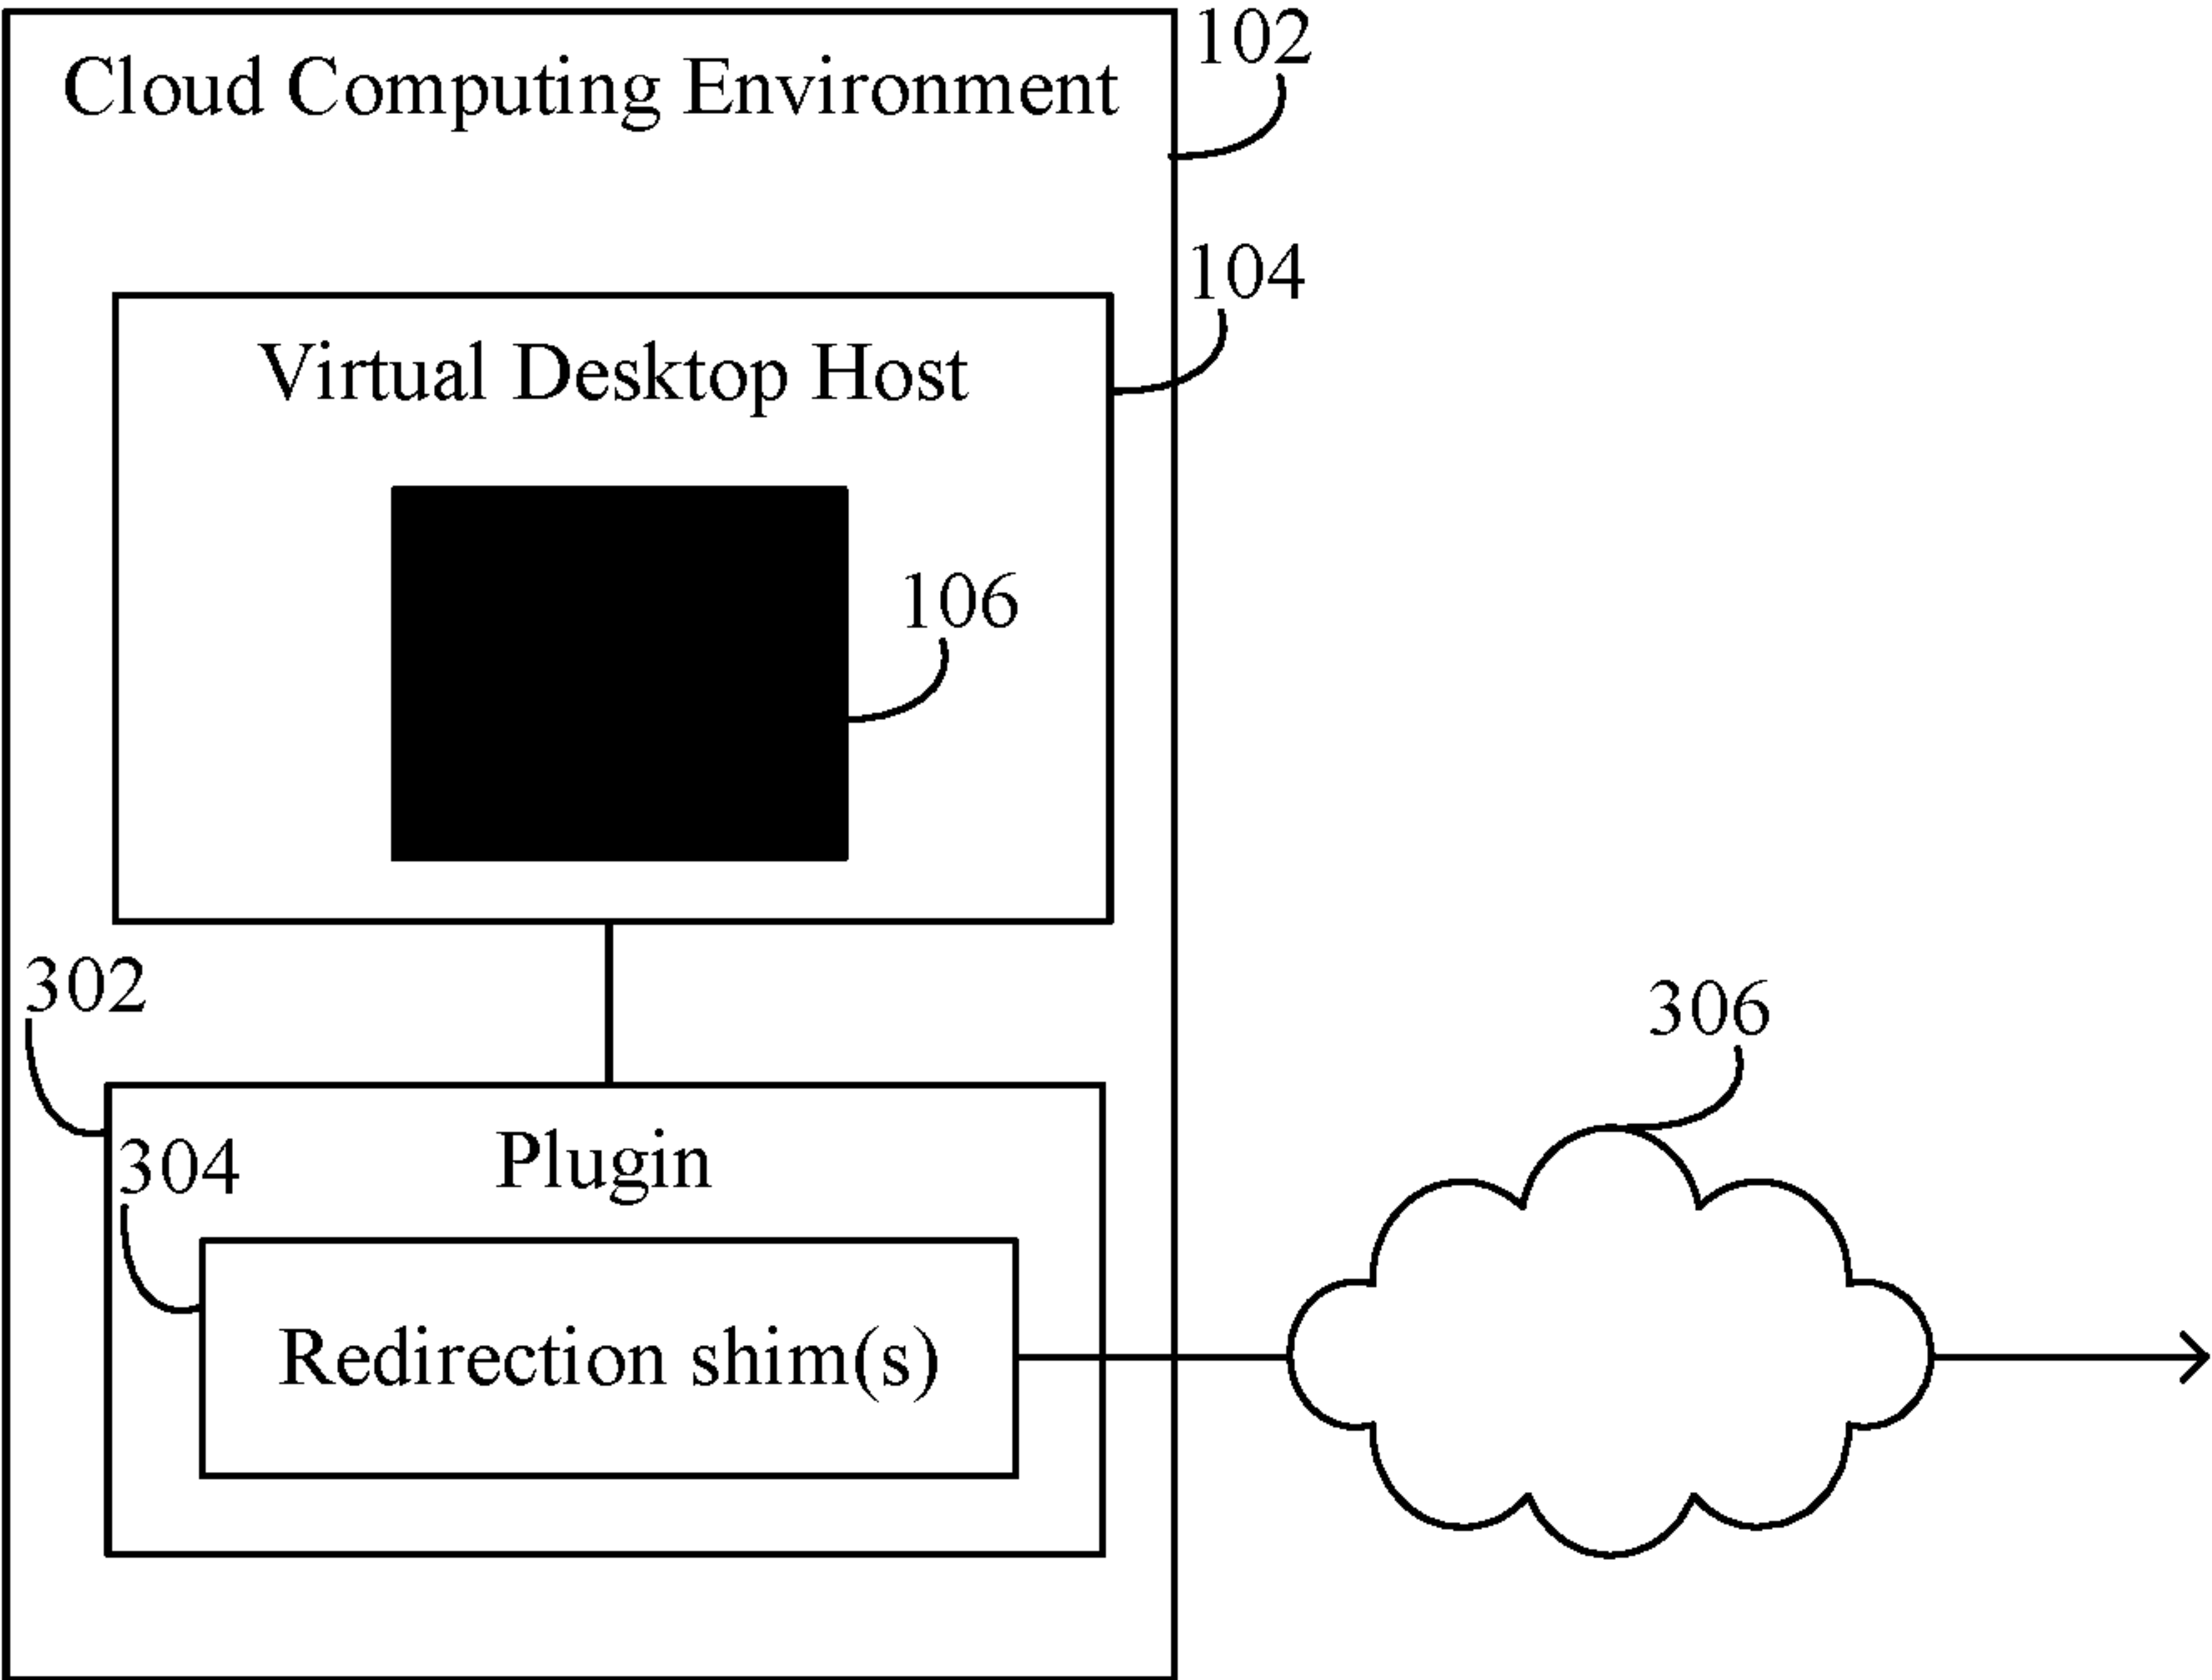 102
Cloud Computing Environment
104
Virtual Desktop Host
106
302
306
Plugin
304
Redirection shim(s)